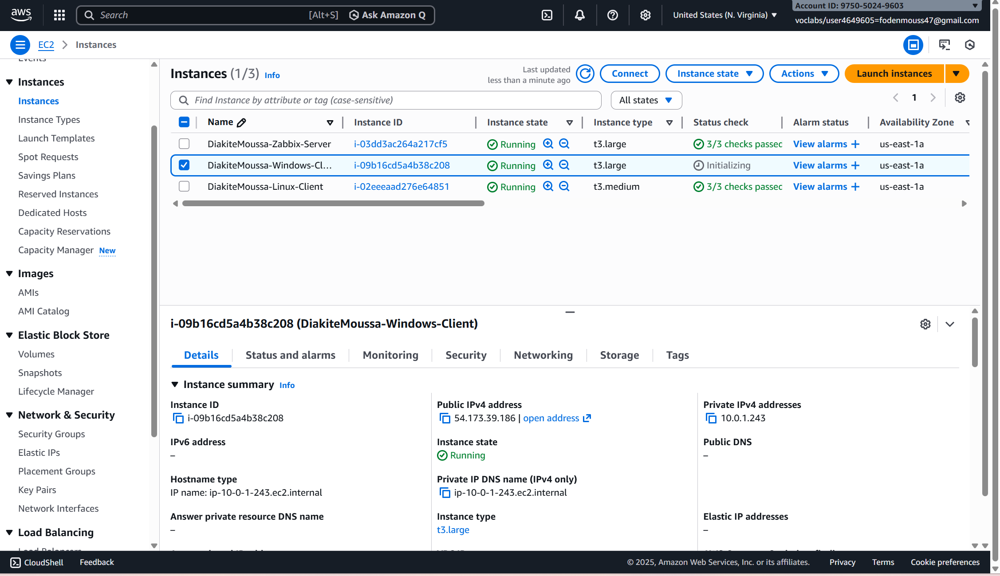 aws
Search [Alt+S] Ask Amazon Q
United States (N. Virginia)
Account ID: 9750-5024-9603
voclabs/user4649605=fodenmouss47@gmail.com
EC2 Instances
Events
Instances
Instances
Instance Types
Launch Templates
Spot Requests
Savings Plans
Reserved Instances
Dedicated Hosts
Capacity Reservations
Capacity Manager New
Images
AMIs
AMI Catalog
Elastic Block Store
Volumes
Snapshots
Lifecycle Manager
Network & Security
Security Groups
Elastic IPs
Placement Groups
Key Pairs
Network Interfaces
Load Balancing
Load Balancers
Instances (1/3) Info
Last updated
less than a minute ago
Connect
Instance state
Actions
Launch instances
Find Instance by attribute or tag (case-sensitive)
All states
1
Name Instance ID Instance state Instance type Status check Alarm status Availability Zone
DiakiteMoussa-Zabbix-Server i-03dd3ac264a217cf5 Running t3.large 3/3 checks passed View alarms + us-east-1a
DiakiteMoussa-Windows-Cl... i-09b16cd5a4b38c208 Running t3.large Initializing View alarms + us-east-1a
DiakiteMoussa-Linux-Client i-02eeeaad276e64851 Running t3.medium 3/3 checks passed View alarms + us-east-1a
i-09b16cd5a4b38c208 (DiakiteMoussa-Windows-Client)
Details Status and alarms Monitoring Security Networking Storage Tags
Instance summary Info
Instance ID
i-09b16cd5a4b38c208
Public IPv4 address
54.173.39.186 | open address
Private IPv4 addresses
10.0.1.243
IPv6 address
–
Instance state
Running
Public DNS
–
Hostname type
IP name: ip-10-0-1-243.ec2.internal
Private IP DNS name (IPv4 only)
ip-10-0-1-243.ec2.internal
Answer private resource DNS name
–
Instance type
t3.large
Elastic IP addresses
–
CloudShell Feedback © 2025, Amazon Web Services, Inc. or its affiliates. Privacy Terms Cookie preferences